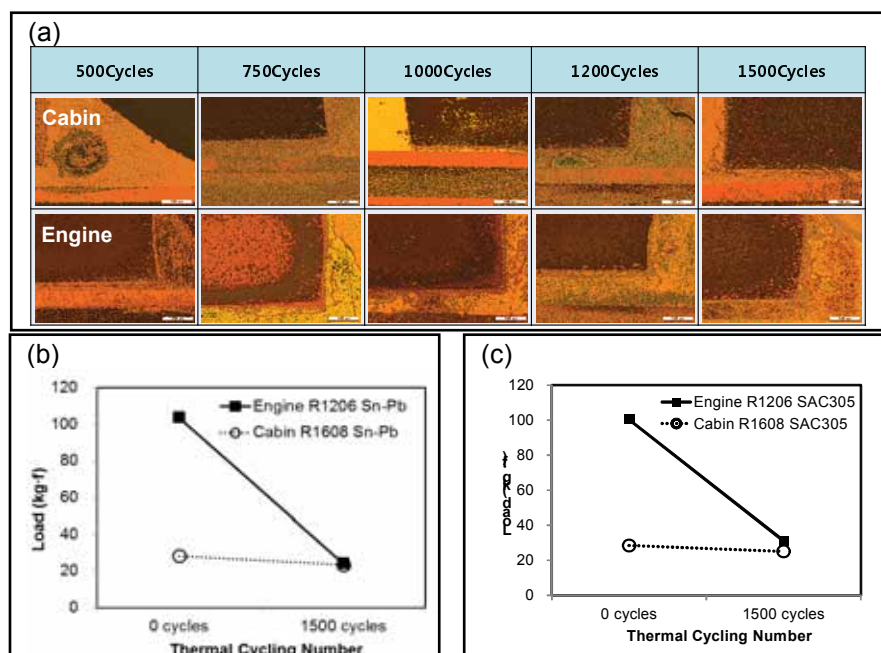 (a)
500Cycles 750Cycles 1000Cycles 1200Cycles 1500Cycles
Cabin
Engine
(b)
120
100
80
60
40
20
0
Load (kg·f)
Engine R1206 Sn-Pb
Cabin R1608 Sn-Pb
0 cycles 1500 cycles
Thermal Cycling Number
(c)
120
100
80
60
40
20
0
Engine R1206 SAC305
Cabin R1608 SAC305
0 cycles 1500 cycles
Thermal Cycling Number